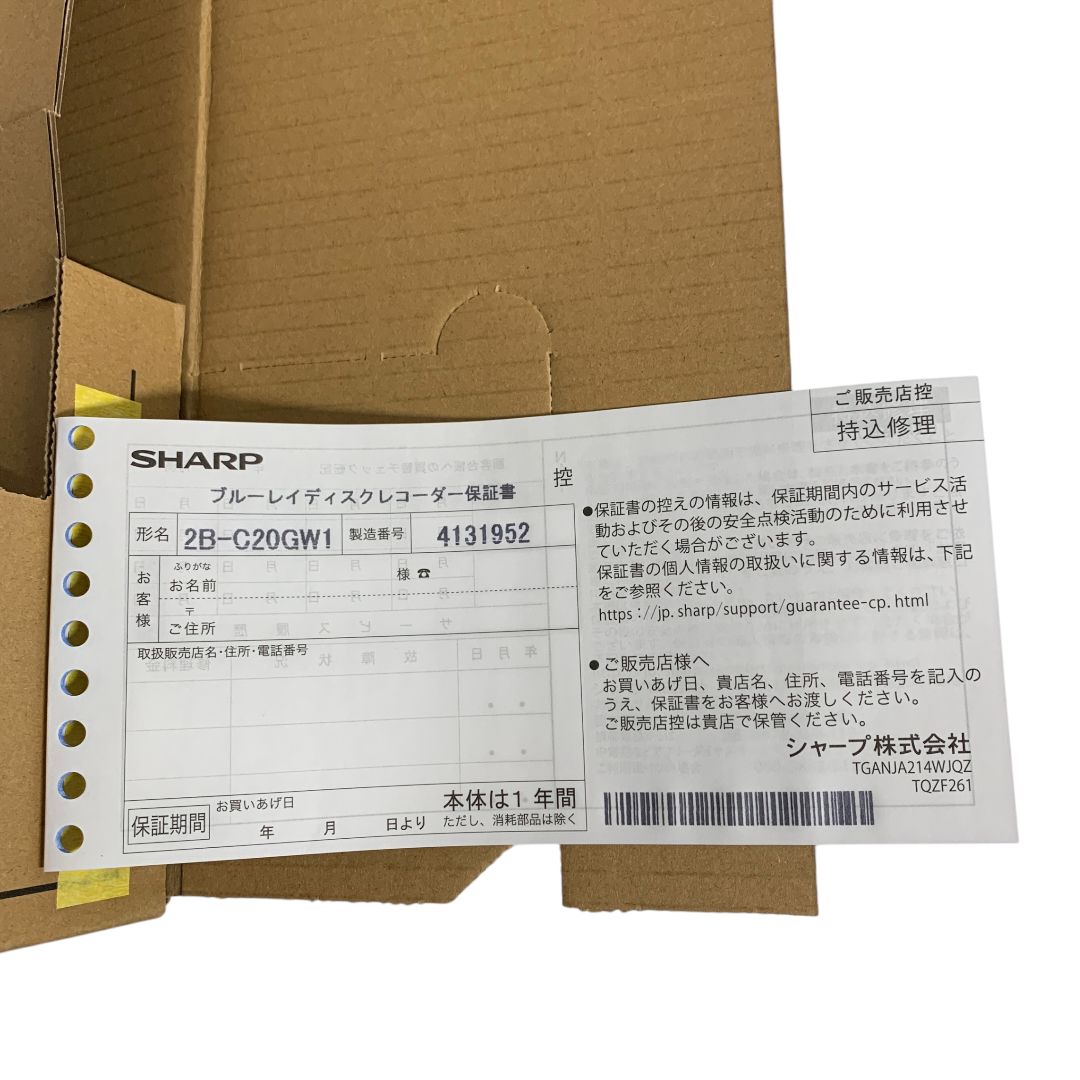 ご販売店控
持込修理
SHARP
ブルーレイディスクレコーダー保証書
控
形名 2B-C20GW1 製造番号 4131952
お客様
ふりがな
お名前 様 ☎
〒
ご住所
取扱販売店名・住所・電話番号
保証期間
お買いあげ日
年 月 日より
本体は1年間
ただし、消耗部品は除く
●保証書の控えの情報は、保証期間内のサービス活
動およびその後の安全点検活動のために利用させ
ていただく場合がございます。
保証書の個人情報の取扱いに関する情報は、下記
をご参照ください。
https://jp.sharp/support/guarantee-cp.html
●ご販売店様へ
お買いあげ日、貴店名、住所、電話番号を記入の
うえ、保証書をお客様へお渡しください。
ご販売店控は貴店で保管ください。
シャープ株式会社
TGANJA214WJQZ
TQZF261